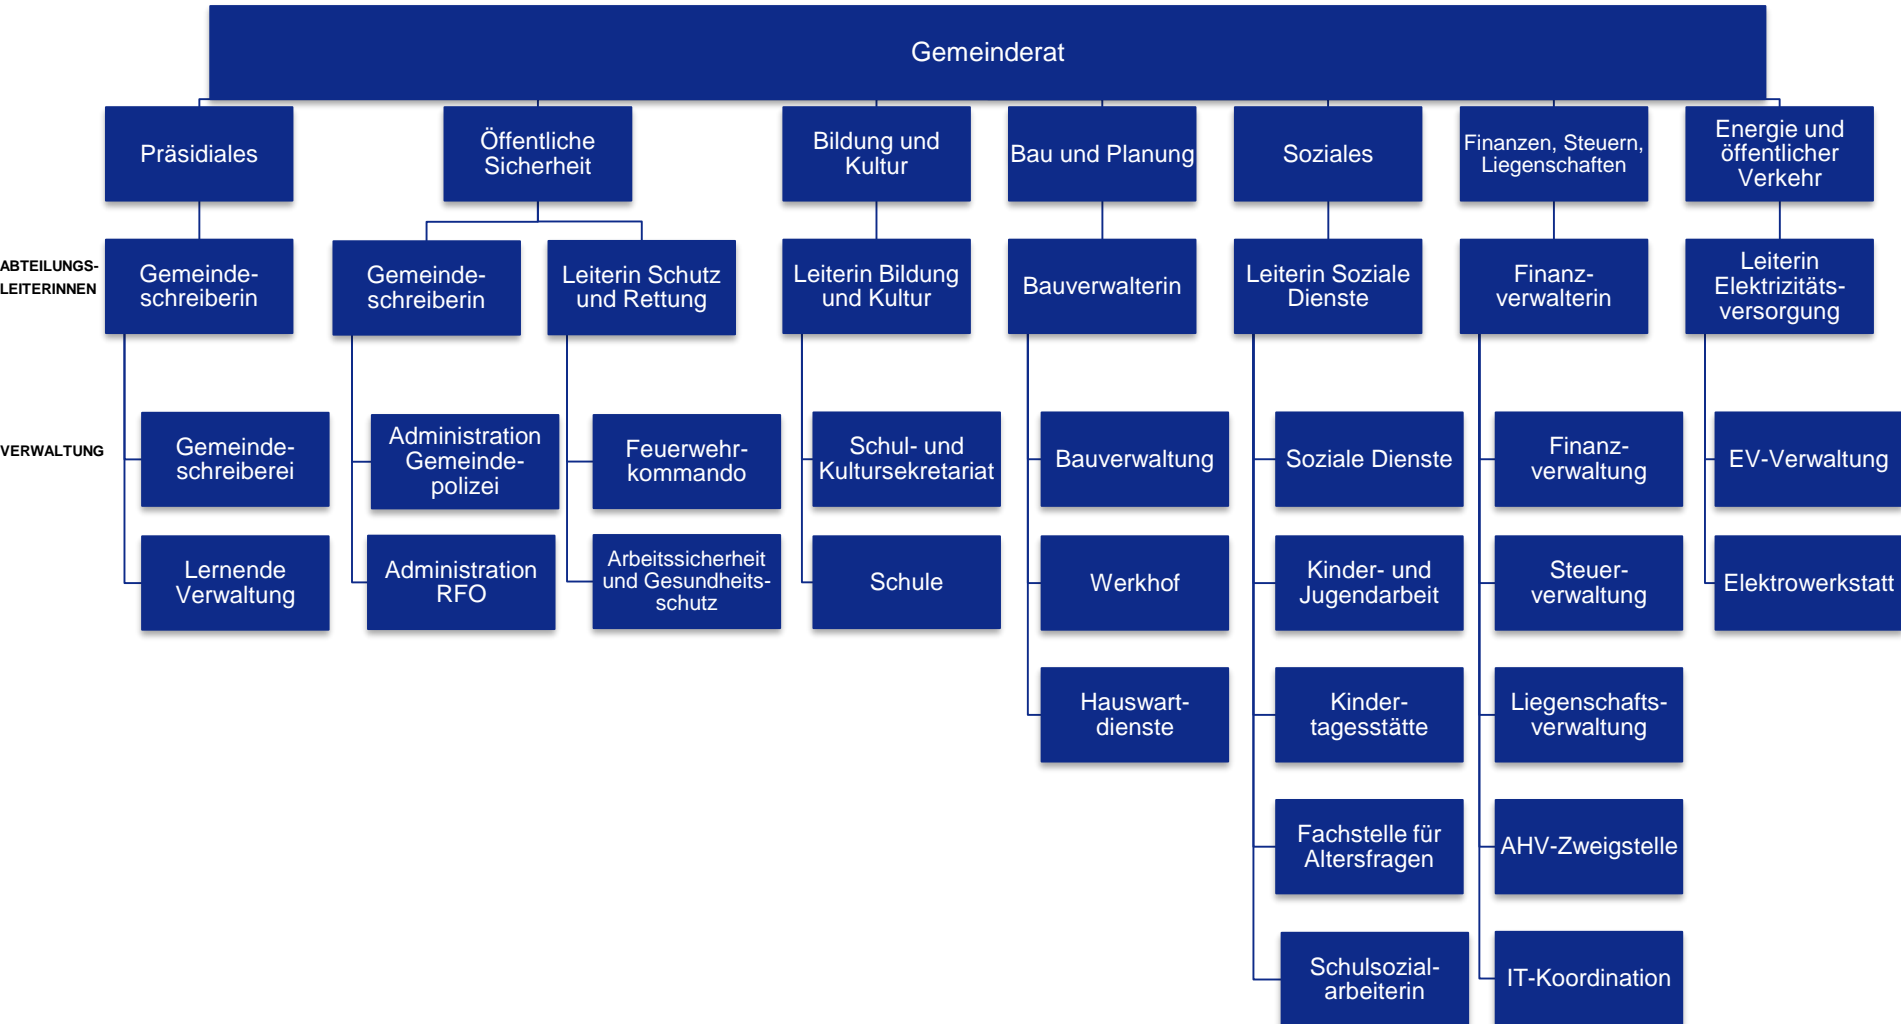 Gemeinderat
Präsidiales
Öffentliche
Sicherheit
Bildung und
Kultur
Bau und Planung
Soziales
Finanzen, Steuern,
Liegenschaften
Energie und
öffentlicher
Verkehr
ABTEILUNGS-
LEITERINNEN
Gemeinde-
schreiberin
Gemeinde-
schreiberin
Leiterin Schutz
und Rettung
Leiterin Bildung
und Kultur
Bauverwalterin
Leiterin Soziale
Dienste
Finanz-
verwalterin
Leiterin
Elektrizitäts-
versorgung
VERWALTUNG
Gemeinde-
schreiberei
Administration
Gemeinde-
polizei
Feuerwehr-
kommando
Schul- und
Kultursekretariat
Bauverwaltung
Soziale Dienste
Finanz-
verwaltung
EV-Verwaltung
Lernende
Verwaltung
Administration
RFO
Arbeitssicherheit
und Gesundheits-
schutz
Schule
Werkhof
Kinder- und
Jugendarbeit
Steuer-
verwaltung
Elektrowerkstatt
Hauswart-
dienste
Kinder-
tagesstätte
Liegenschafts-
verwaltung
Fachstelle für
Altersfragen
AHV-Zweigstelle
Schulsozial-
arbeiterin
IT-Koordination